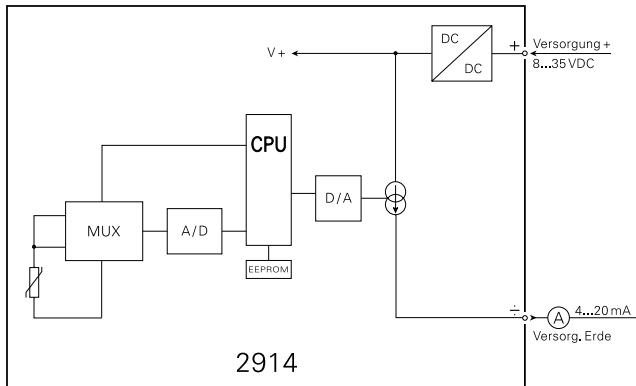 DC
DC
V+
+
Versorgung +
8...35 VDC
CPU
D/A
MUX
A/D
EEPROM
÷
A
4...20 mA
Versorg. Erde
2914